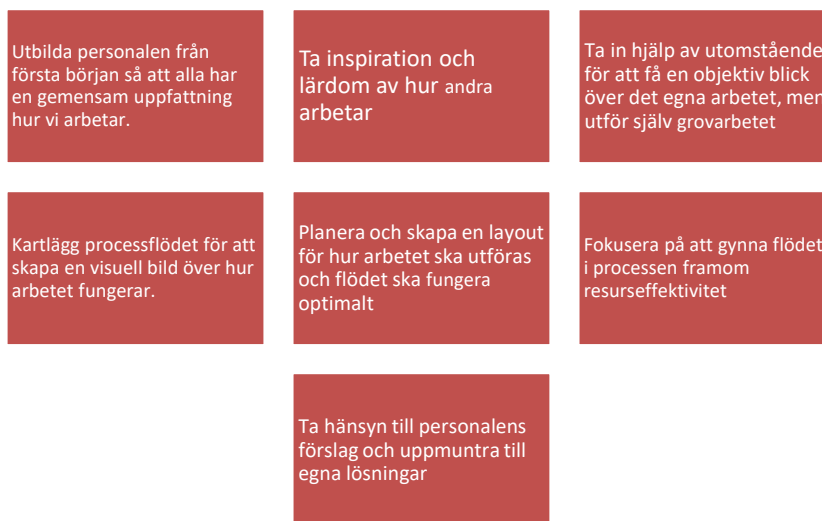 Utbilda personalen från
första början så att alla har
en gemensam uppfattning
hur vi arbetar.
Ta inspiration och
lärdom av hur andra
arbetar
Ta in hjälp av utomstående
för att få en objektiv blick
över det egna arbetet, men
utför själv grovarbetet
Kartlägg processflödet för att
skapa en visuell bild över hur
arbetet fungerar.
Planera och skapa en layout
för hur arbetet ska utföras
och flödet ska fungera
optimalt
Fokusera på att gynna flödet
i processen framom
resurseffektivitet
Ta hänsyn till personalens
förslag och uppmuntra till
egna lösningar